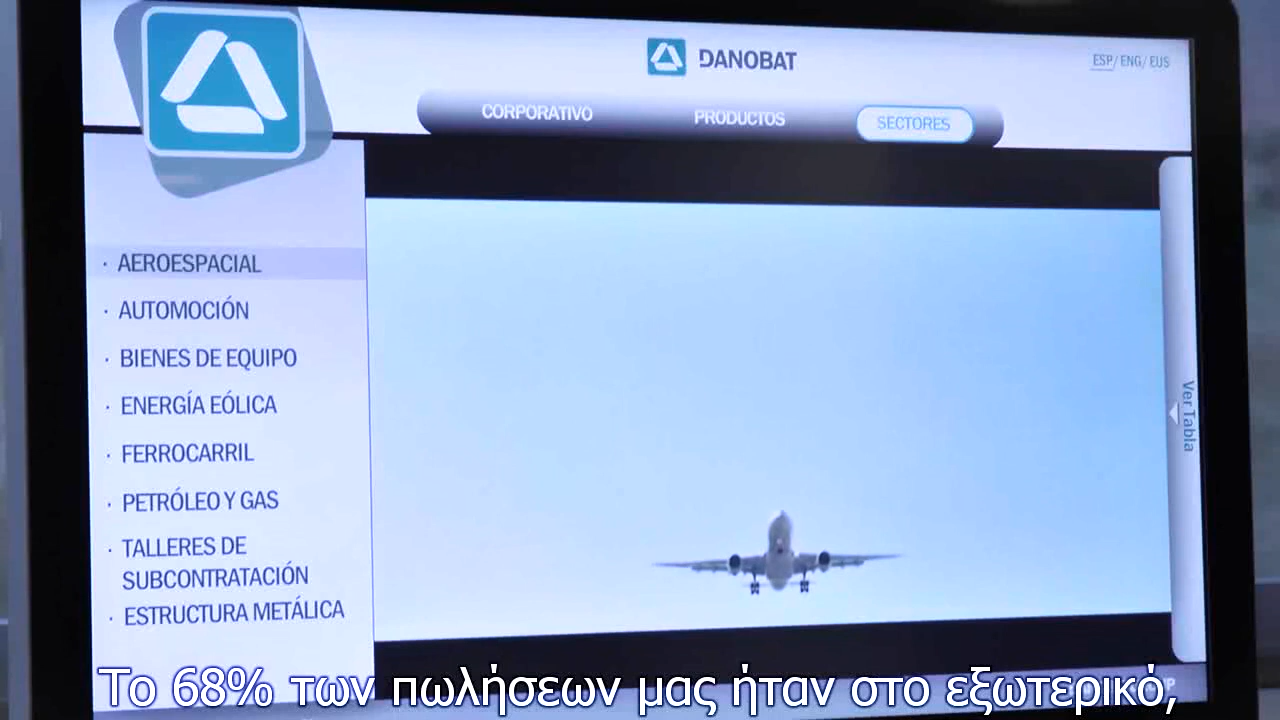 DANOBAT
ESP/ ENG/ EUS
CORPORATIVO PRODUCTOS SECTORES
· AEROESPACIAL
· AUTOMOCIÓN
· BIENES DE EQUIPO
· ENERGÍA EÓLICA
· FERROCARRIL
· PETRÓLEO Y GAS
· TALLERES DE
SUBCONTRATACIÓN
· ESTRUCTURA METÁLICA
Ver Tabla
Το 68% των πωλήσεων μας ήταν στο εξωτερικό,